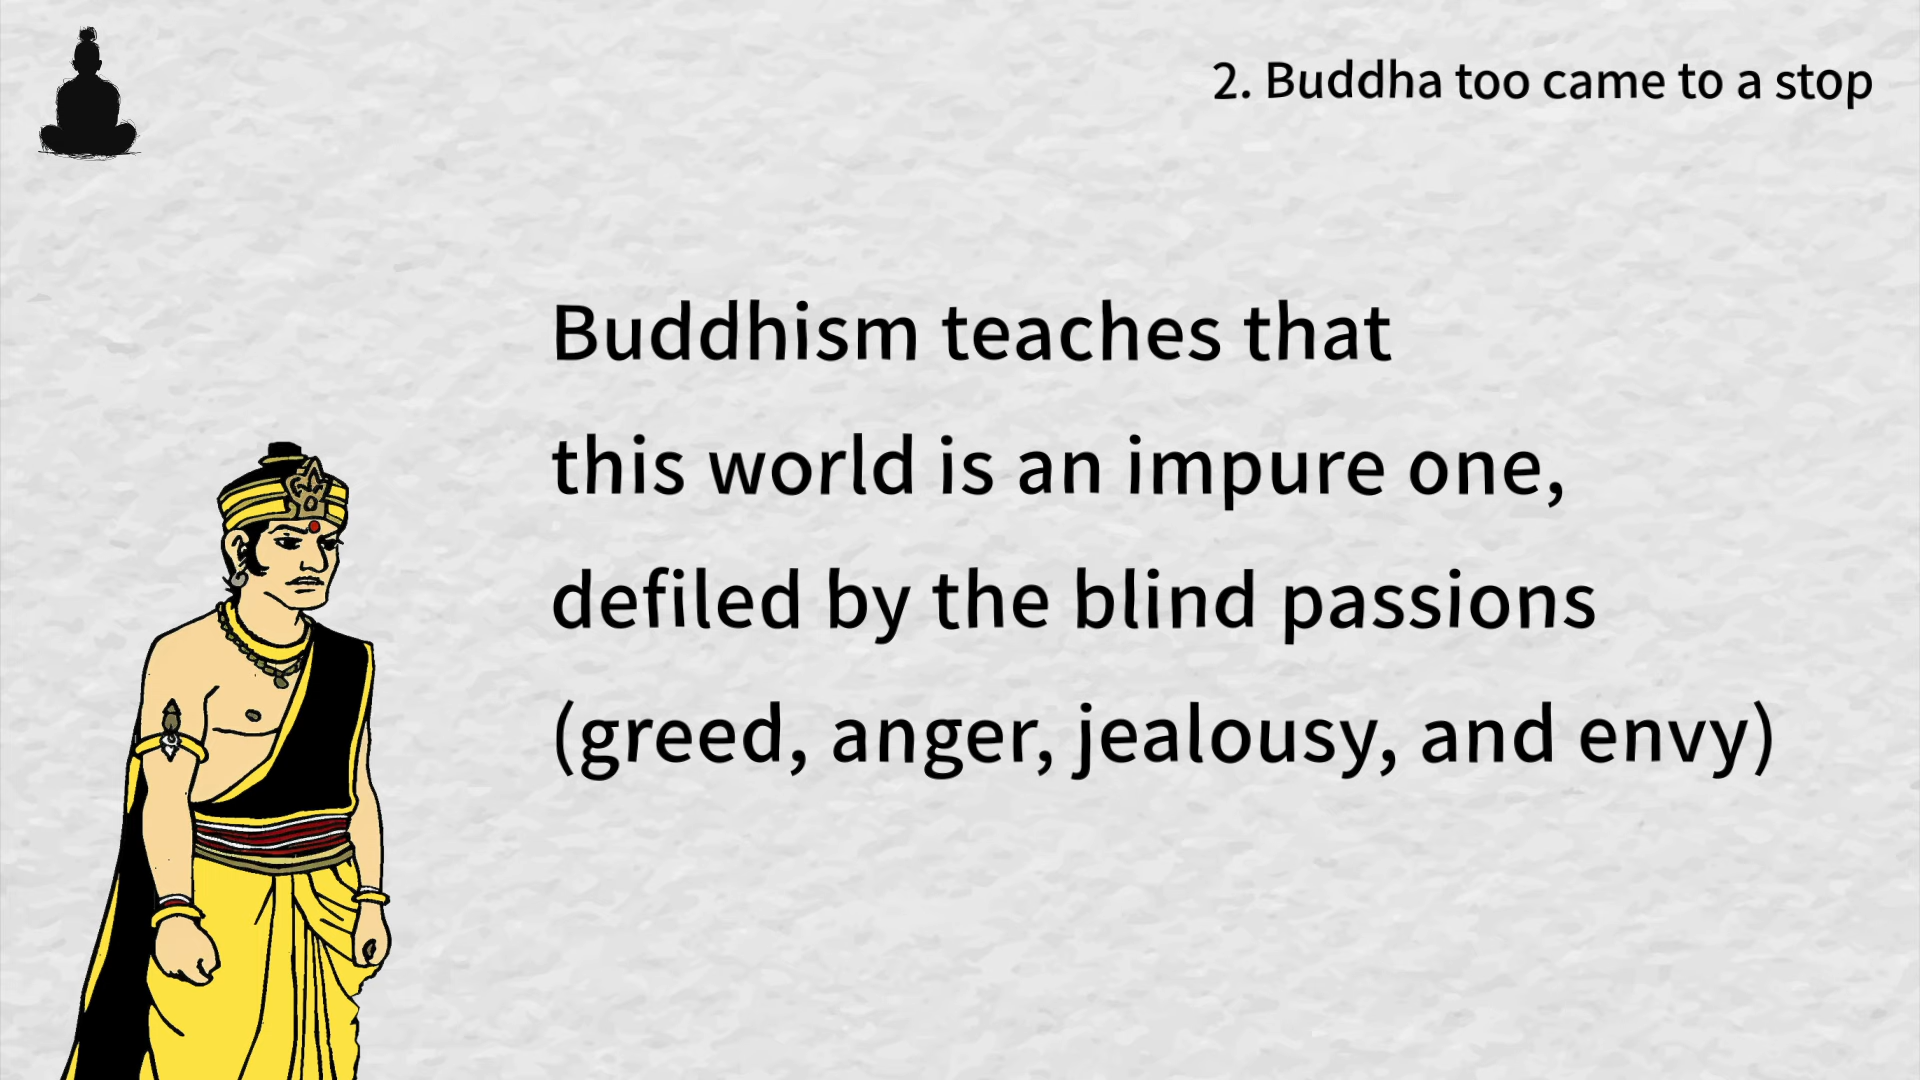 2. Buddha too came to a stop
Buddhism teaches that
this world is an impure one,
defiled by the blind passions
(greed, anger, jealousy, and envy)